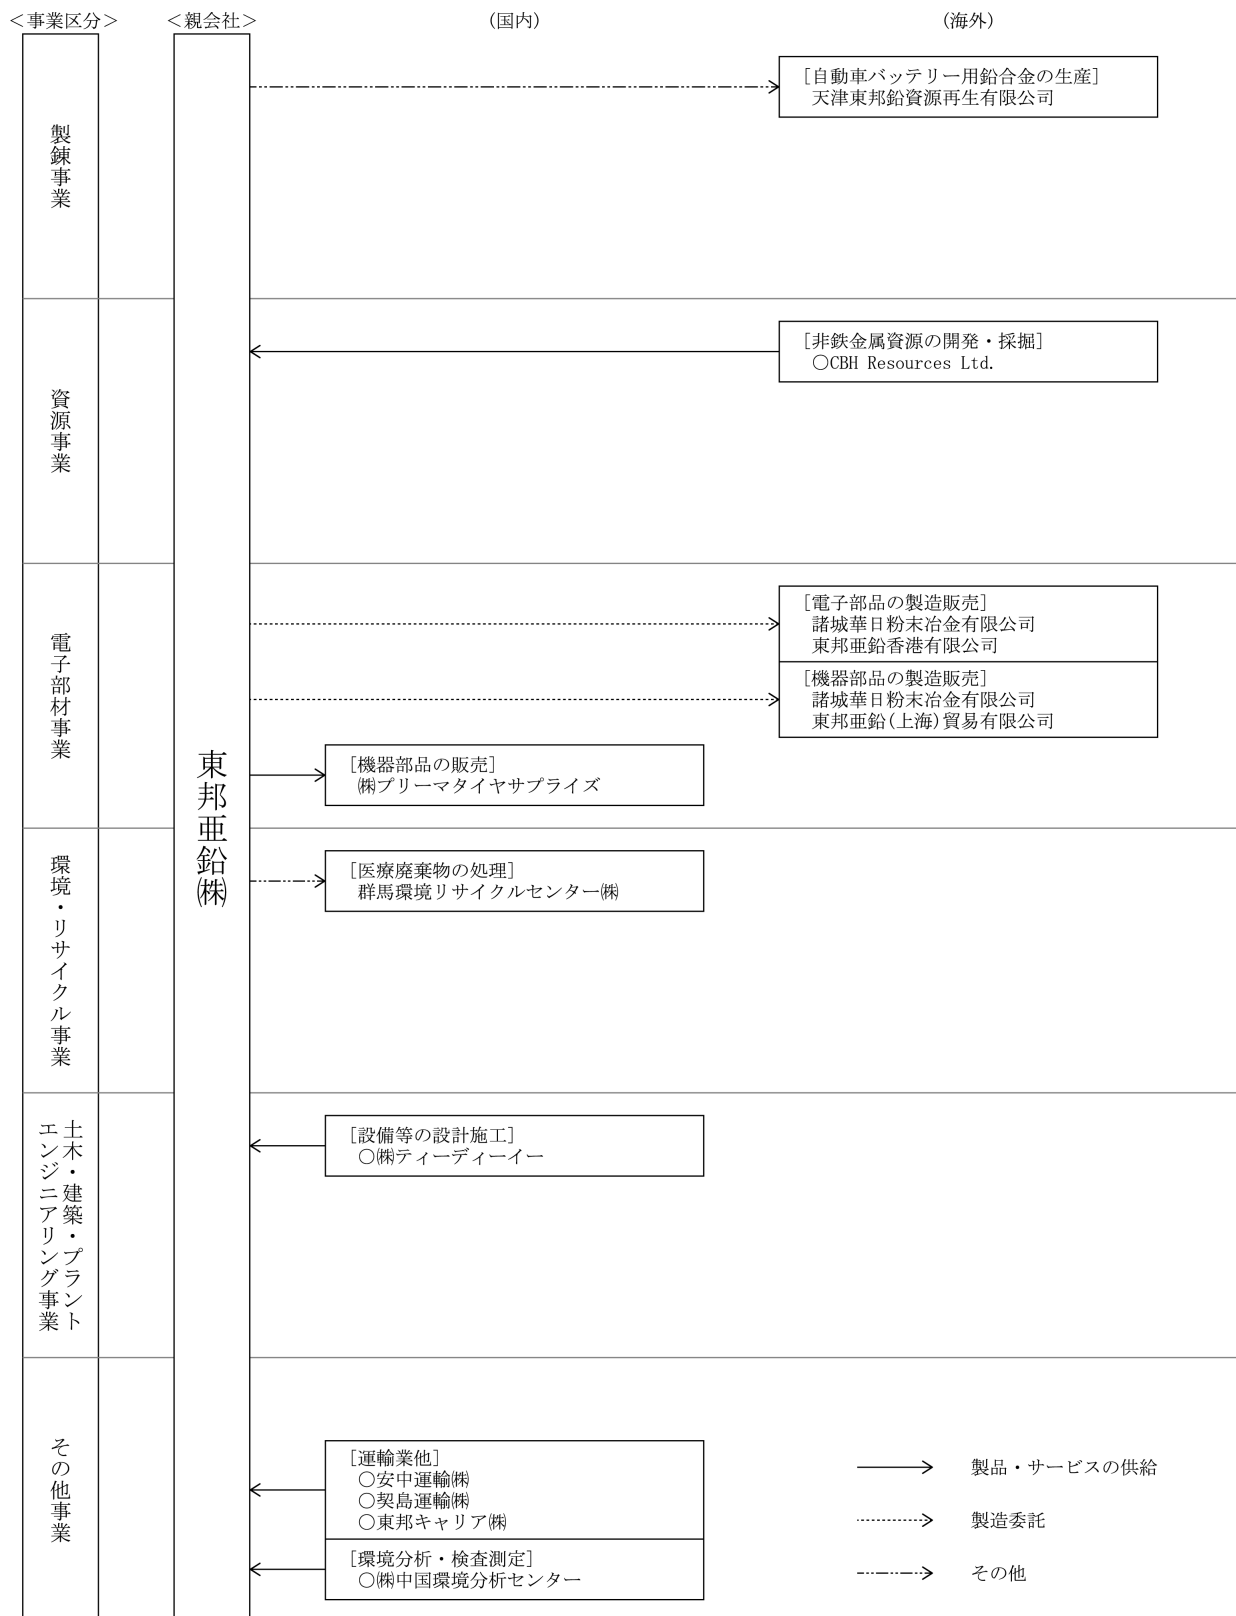 ＜事業区分＞
＜親会社＞
(国内)
(海外)
製錬事業
[自動車バッテリー用鉛合金の生産]
天津東邦鉛資源再生有限公司
資源事業
[非鉄金属資源の開発・採掘]
○CBH Resources Ltd.
電子部材事業
[電子部品の製造販売]
諸城華日粉末冶金有限公司
東邦亜鉛香港有限公司
[機器部品の製造販売]
諸城華日粉末冶金有限公司
東邦亜鉛(上海)貿易有限公司
東邦亜鉛㈱
[機器部品の販売]
㈱プリーマタイヤサプライズ
環境・リサイクル事業
[医療廃棄物の処理]
群馬環境リサイクルセンター㈱
土木・建築・プラント
エンジニアリング事業
[設備等の設計施工]
○㈱ティーディーイー
その他事業
[運輸業他]
○安中運輸㈱
○契島運輸㈱
○東邦キャリア㈱
[環境分析・検査測定]
○㈱中国環境分析センター
製品・サービスの供給
製造委託
その他